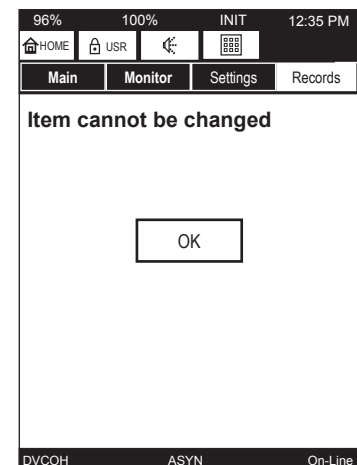 96% 100% INIT 12:35 PM
HOME USR
Main Monitor Settings Records
Item cannot be changed
OK
DVCOH ASYN On-Line